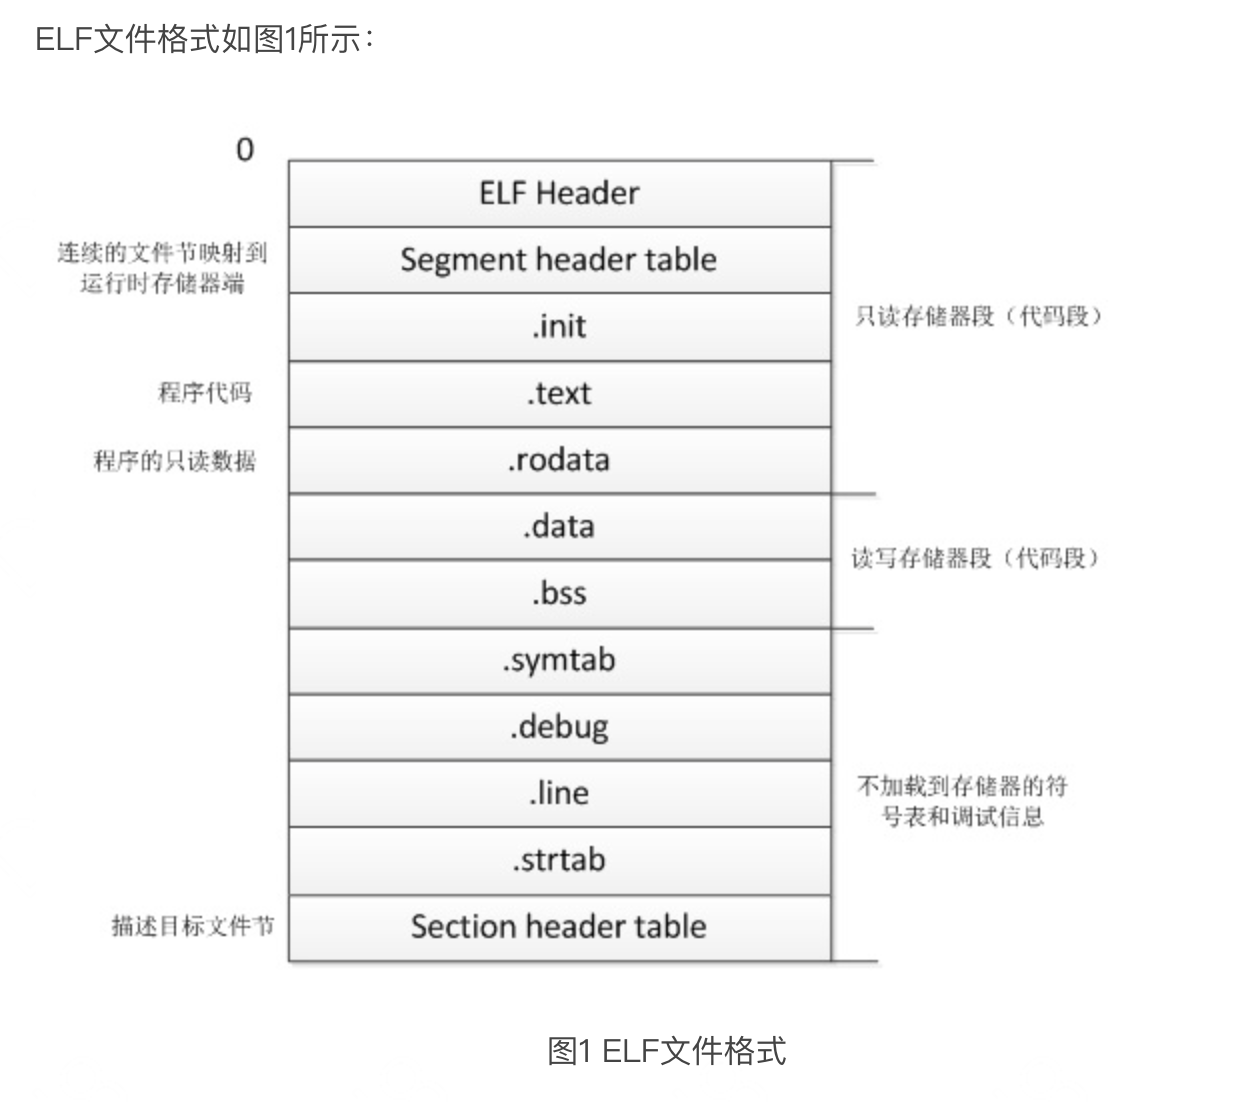 ELF文件格式如图1所示：
0
ELF Header
连续的文件节映射到
运行时存储器端
Segment header table
.init
只读存储器段（代码段）
程序代码
.text
程序的只读数据
.rodata
.data
读写存储器段（代码段）
.bss
.symtab
.debug
.line
不加载到存储器的符
号表和调试信息
.strtab
描述目标文件节
Section header table
图1 ELF文件格式